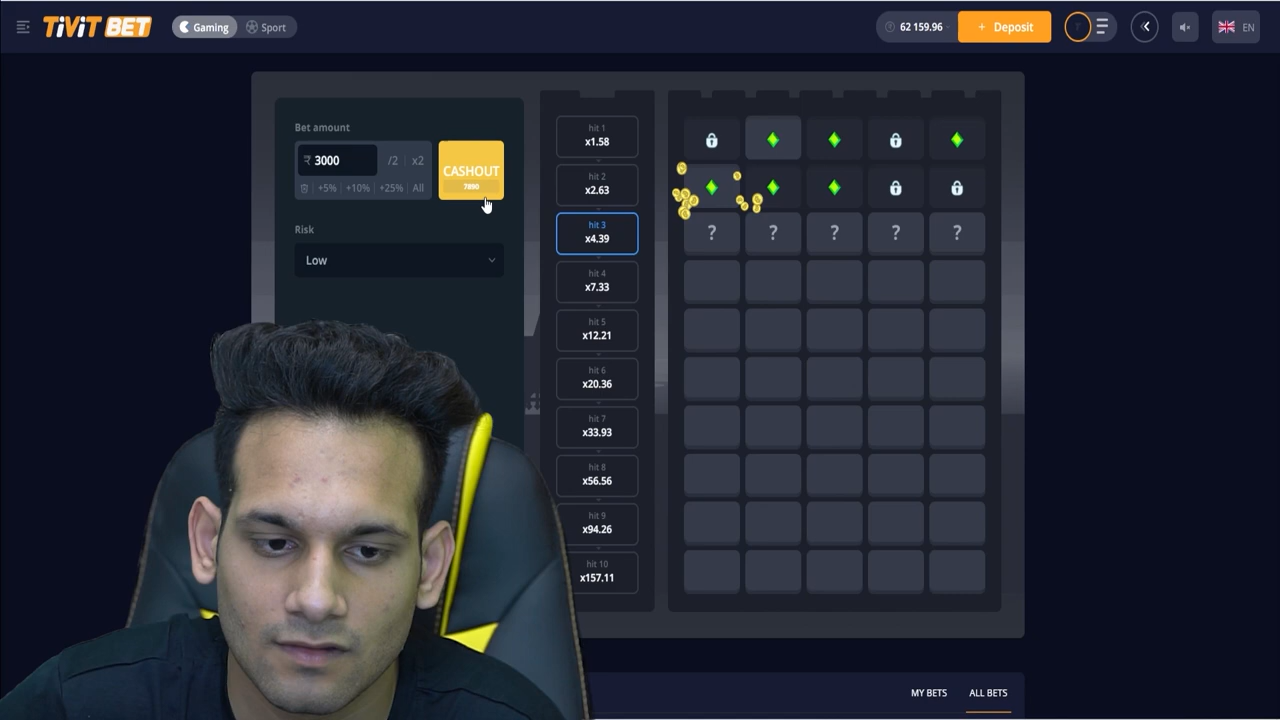 TiViT BET
Gaming
Sport
62 159.96
+ Deposit
EN
Bet amount
₹ 3000
/2
x2
CASHOUT
7890
+5%
+10%
+25%
All
Risk
Low
hit 1
x1.58
hit 2
x2.63
hit 3
x4.39
hit 4
x7.33
hit 5
x12.21
hit 6
x20.36
hit 7
x33.93
hit 8
x56.56
hit 9
x94.26
hit 10
x157.11
? ? ? ? ?
MY BETS
ALL BETS